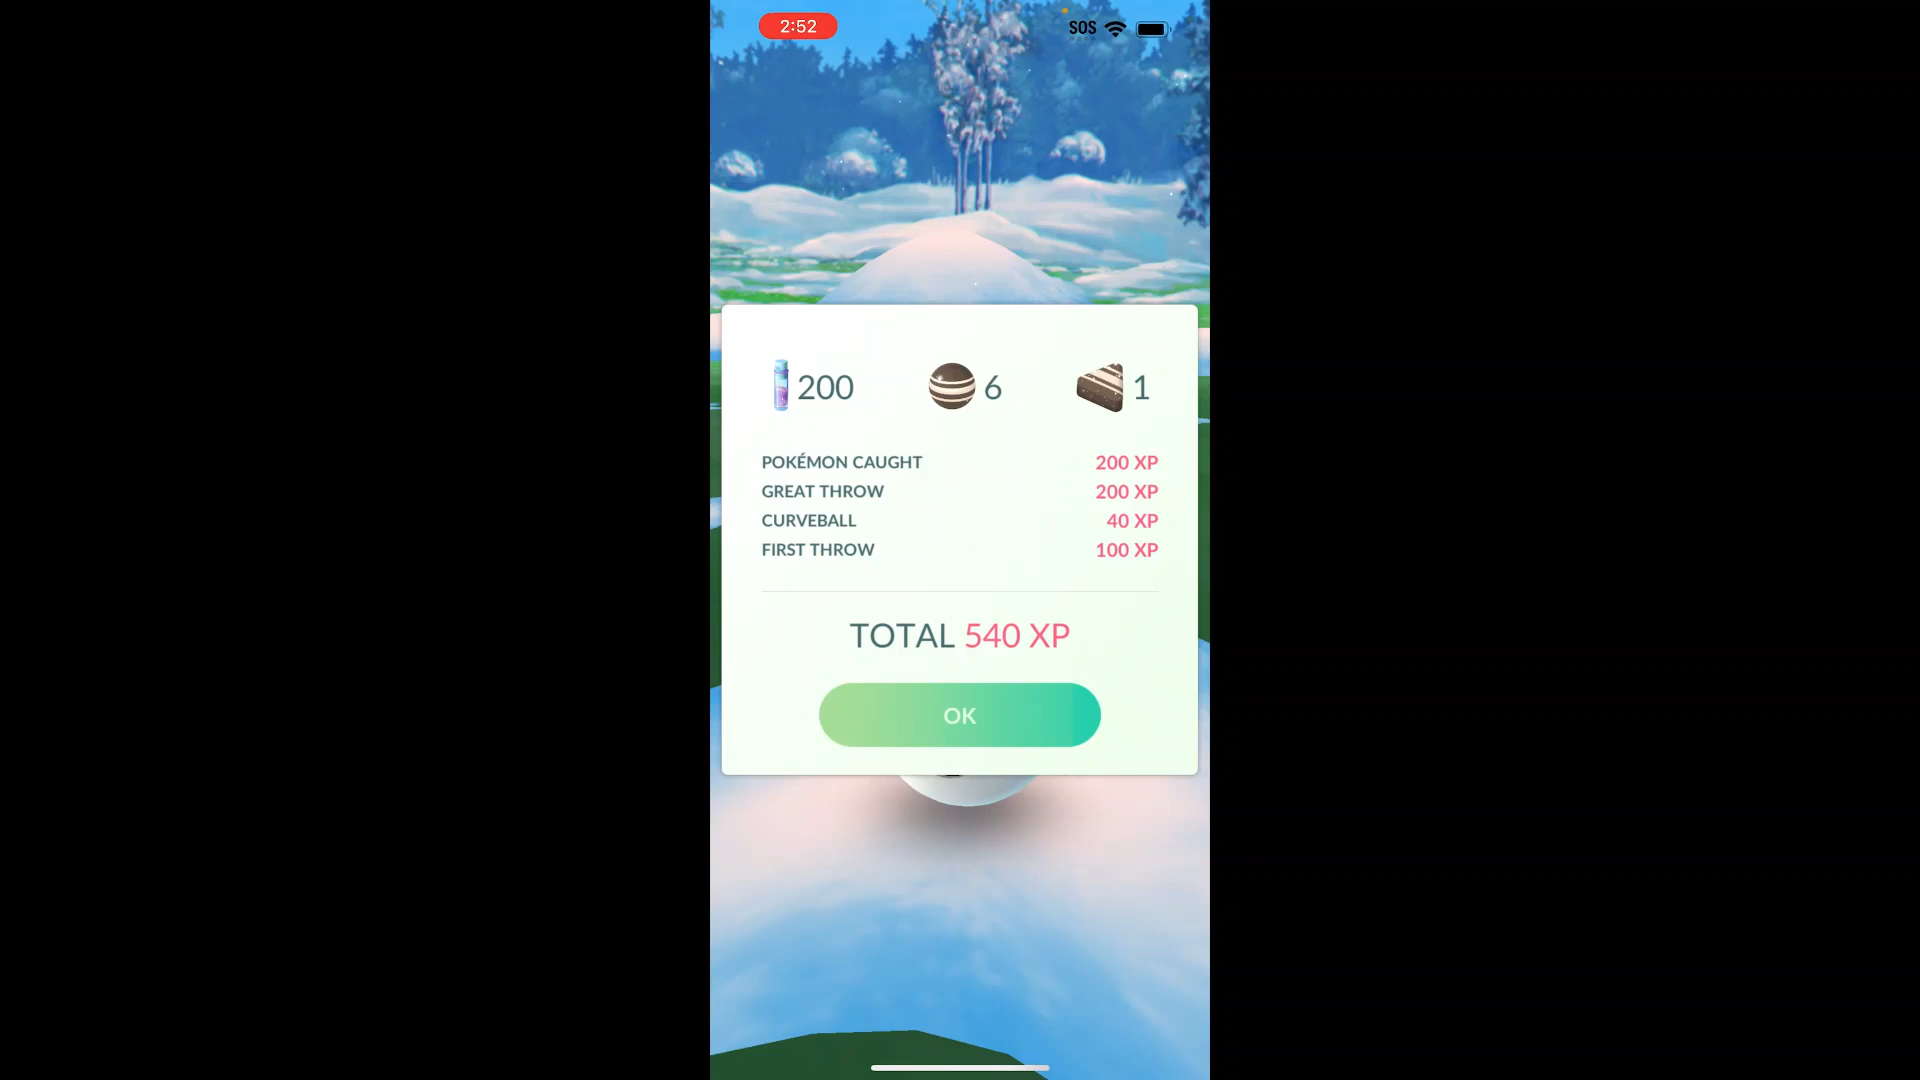 2:52 SOS
200 6 1
POKÉMON CAUGHT 200 XP
GREAT THROW 200 XP
CURVEBALL 40 XP
FIRST THROW 100 XP
TOTAL 540 XP
OK